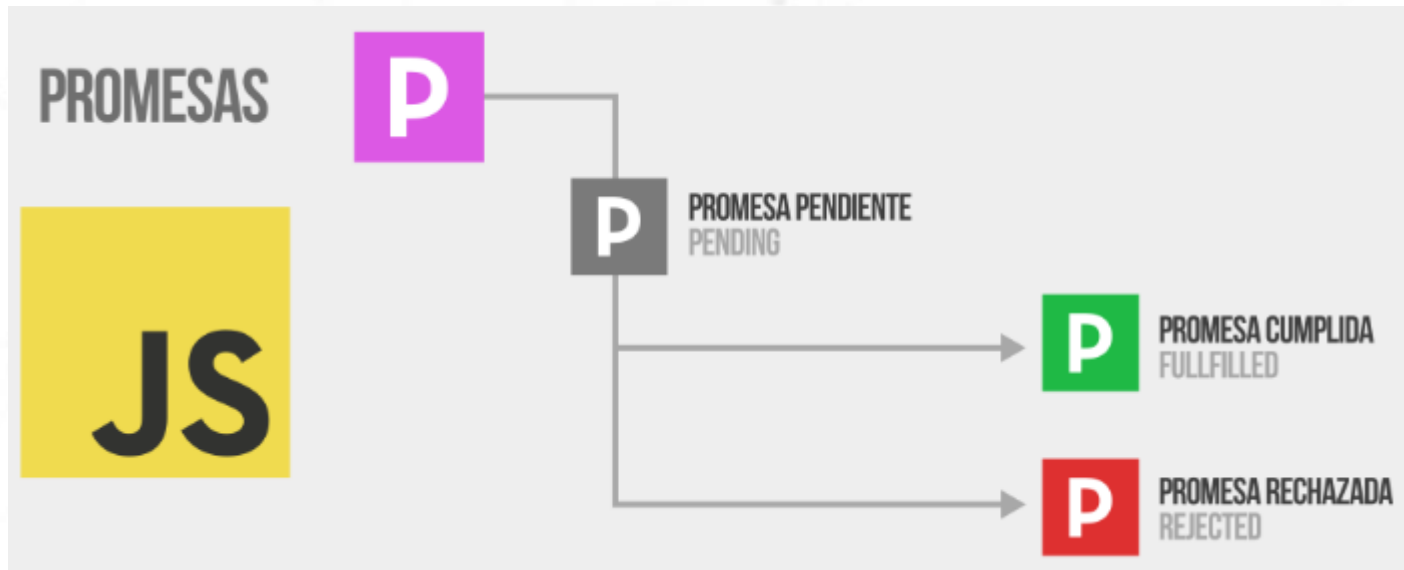 PROMESAS
P
P
PROMESA PENDIENTE
PENDING
JS
P
PROMESA CUMPLIDA
FULLFILLED
P
PROMESA RECHAZADA
REJECTED